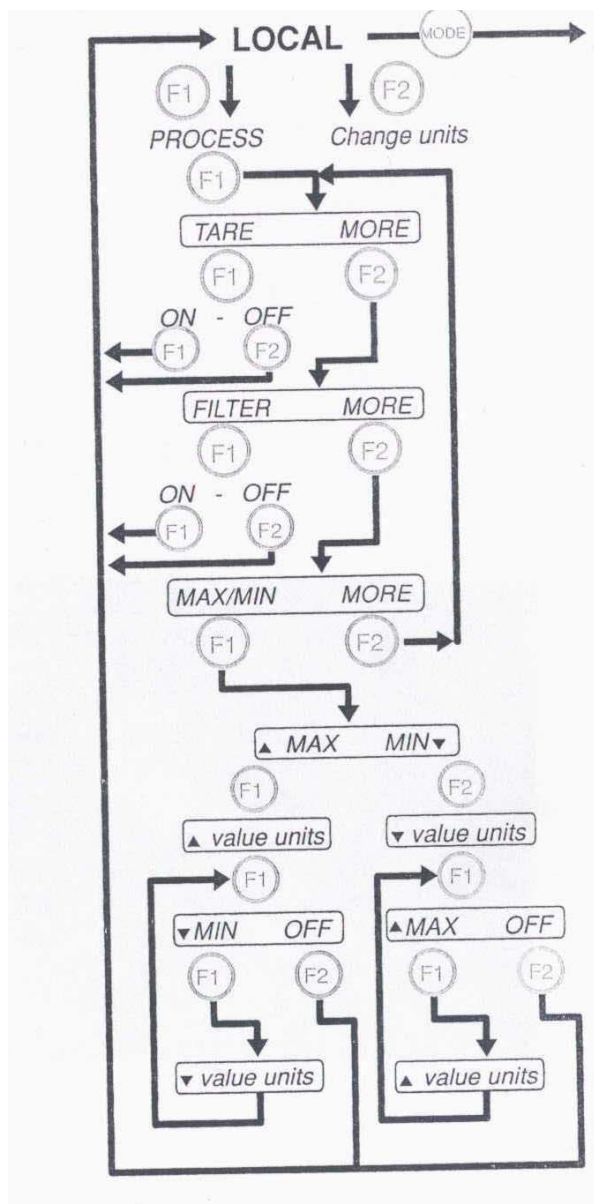 LOCAL MODE
F1 F2
PROCESS Change units
F1
TARE MORE
F1 F2
ON - OFF
F1 F2
FILTER MORE
F1 F2
ON - OFF
F1 F2
MAX/MIN MORE
F1 F2
▲ MAX MIN▼
F1 F2
▲ value units ▼ value units
F1 F1
▼MIN OFF ▲MAX OFF
F1 F2 F1 F2
▼ value units ▲ value units